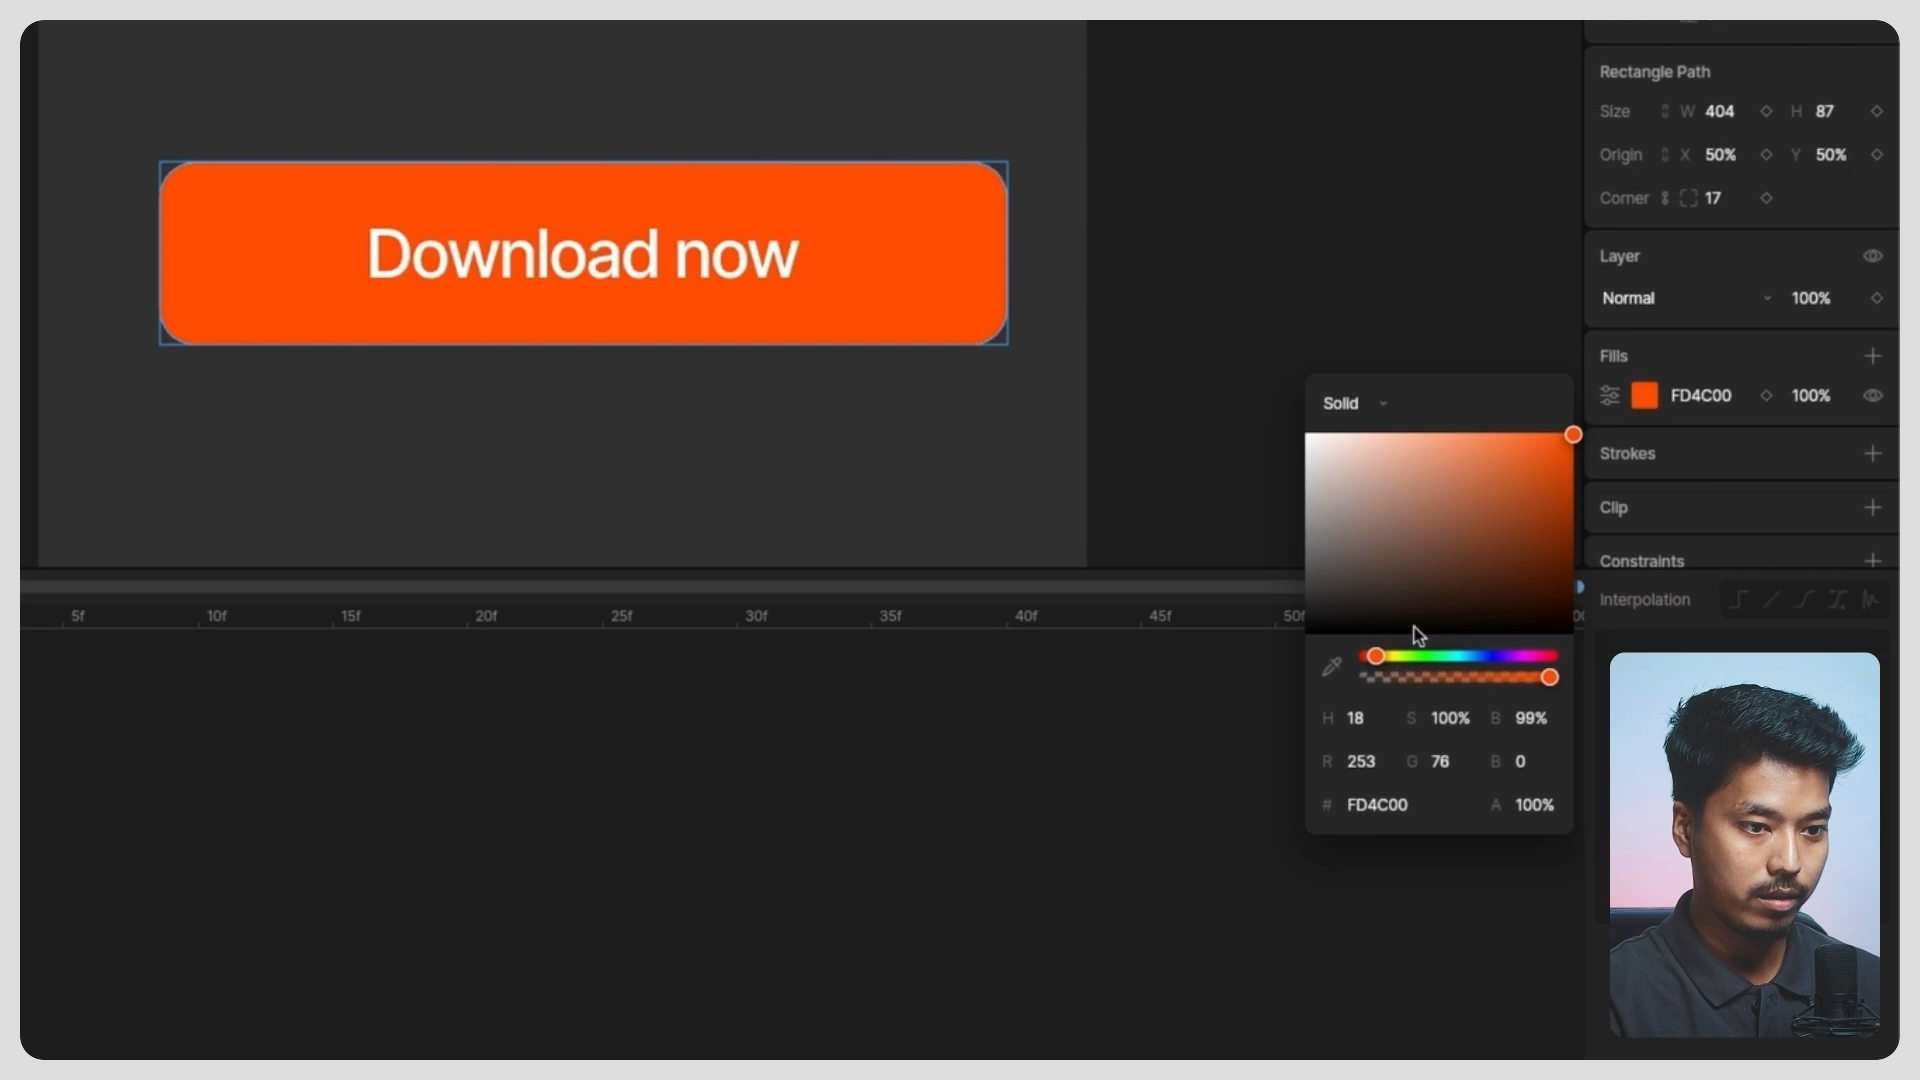 Download now
Rectangle Path
Size W 404 H 87
Origin X 50% Y 50%
Corner 17
Layer
Normal 100%
Fills
FD4C00 100%
Strokes
Clip
Constraints
Interpolation
Solid
H 18 S 100% B 99%
R 253 G 76 B 0
# FD4C00 A 100%
5f 10f 15f 20f 25f 30f 35f 40f 45f 50f